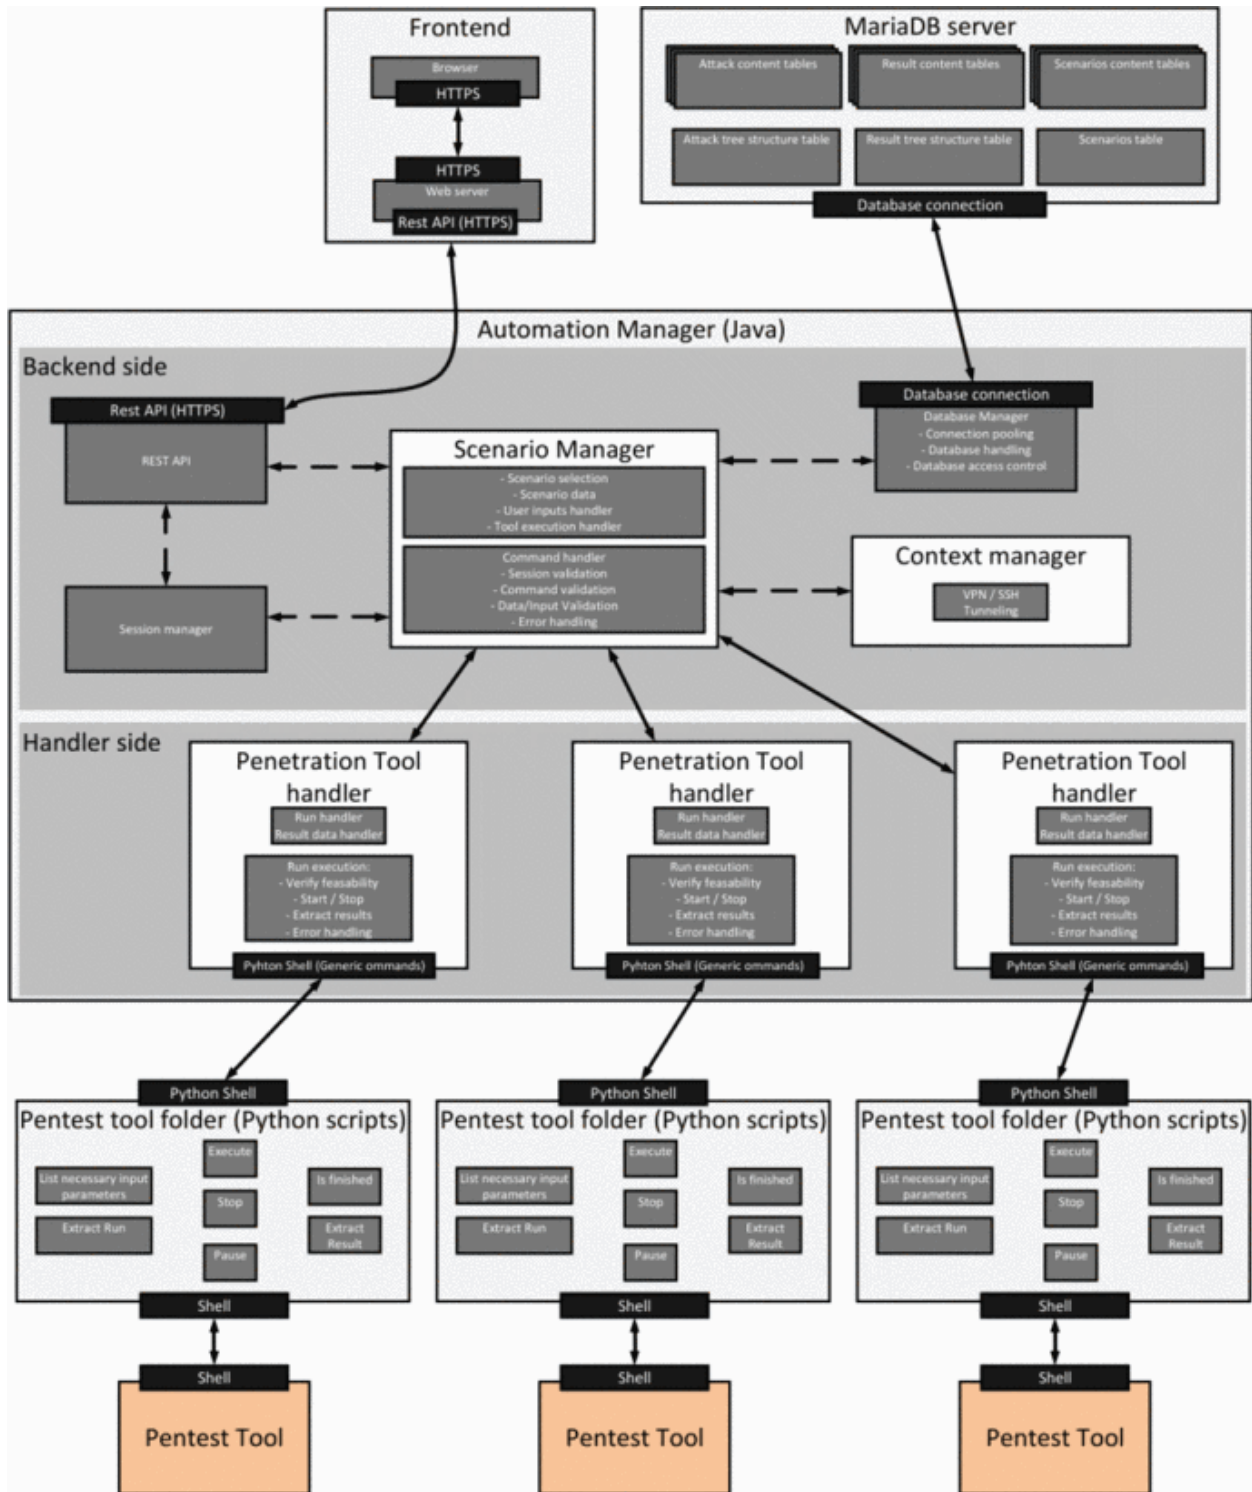 Frontend
Browser
HTTPS
HTTPS
Web server
Rest API (HTTPS)
MariaDB server
Attack content tables
Result content tables
Scenarios content tables
Attack tree structure table
Result tree structure table
Scenarios table
Database connection
Automation Manager (Java)
Backend side
Rest API (HTTPS)
REST API
Session manager
Scenario Manager
- Scenario selection
- Scenario data
- User inputs handler
- Tool execution handler
Command handler
- Session validation
- Command validation
- Data/Input Validation
- Error handling
Database connection
Database Manager
- Connection pooling
- Database handling
- Database access control
Context manager
VPN / SSH
Tunneling
Handler side
Penetration Tool
handler
Run handler
Result data handler
Run execution:
- Verify feasability
- Start / Stop
- Extract results
- Error handling
Pyhton Shell (Generic ommands)
Penetration Tool
handler
Run handler
Result data handler
Run execution:
- Verify feasability
- Start / Stop
- Extract results
- Error handling
Pyhton Shell (Generic ommands)
Penetration Tool
handler
Run handler
Result data handler
Run execution:
- Verify feasability
- Start / Stop
- Extract results
- Error handling
Pyhton Shell (Generic ommands)
Python Shell
Pentest tool folder (Python scripts)
Execute
List necessary input
parameters
Is finished
Stop
Extract Run
Extract
Result
Pause
Shell
Shell
Pentest Tool
Python Shell
Pentest tool folder (Python scripts)
Execute
List necessary input
parameters
Is finished
Stop
Extract Run
Extract
Result
Pause
Shell
Shell
Pentest Tool
Python Shell
Pentest tool folder (Python scripts)
Execute
List necessary input
parameters
Is finished
Stop
Extract Run
Extract
Result
Pause
Shell
Shell
Pentest Tool